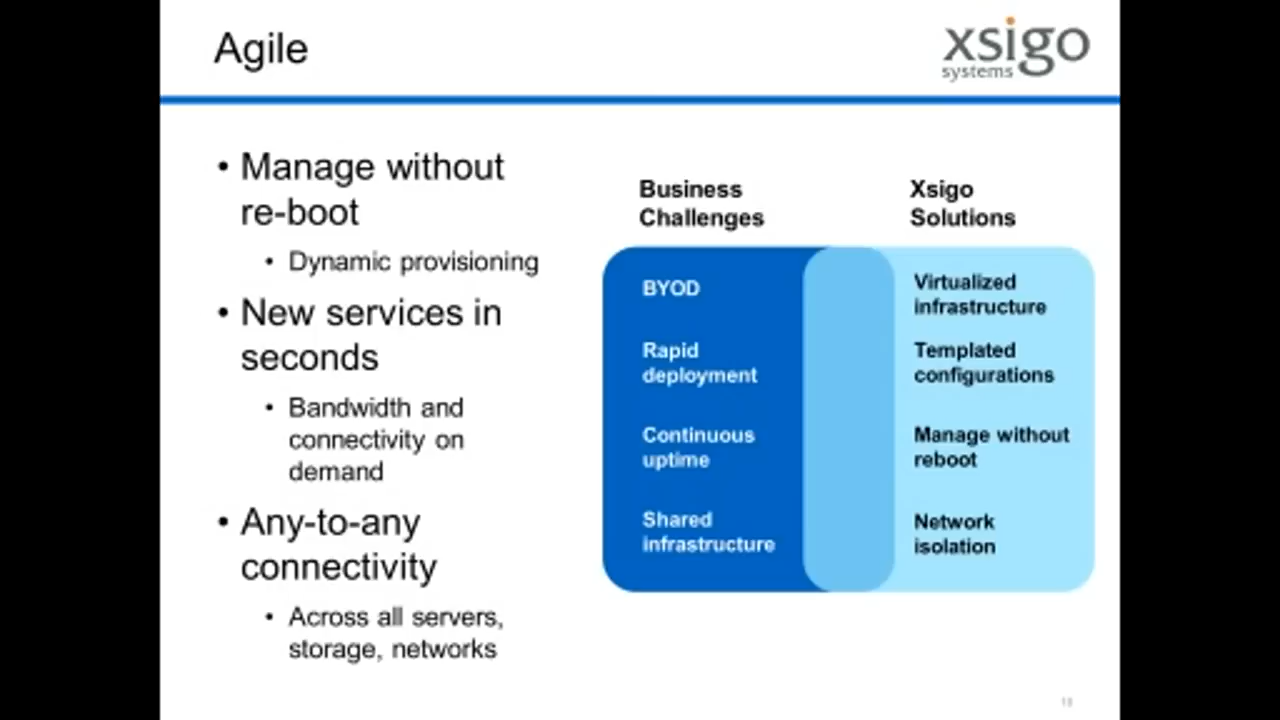 Agile
xsigo
systems
• Manage without
re-boot
• Dynamic provisioning
• New services in
seconds
• Bandwidth and
connectivity on
demand
• Any-to-any
connectivity
• Across all servers,
storage, networks
Business
Challenges
Xsigo
Solutions
BYOD
Virtualized
infrastructure
Rapid
deployment
Templated
configurations
Continuous
uptime
Manage without
reboot
Shared
infrastructure
Network
isolation